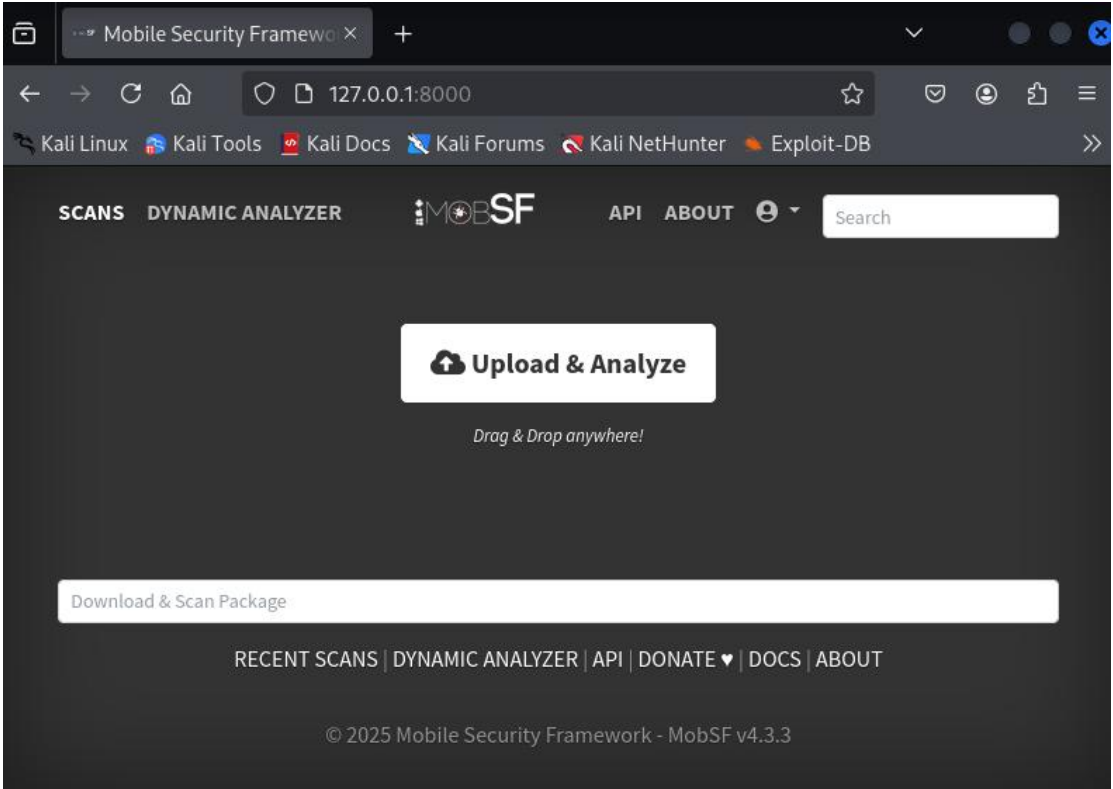 Mobile Security Framewo
127.0.0.1:8000
Kali Linux Kali Tools Kali Docs Kali Forums Kali NetHunter Exploit-DB
SCANS DYNAMIC ANALYZER MOBSF API ABOUT Search
Upload & Analyze
Drag & Drop anywhere!
Download & Scan Package
RECENT SCANS | DYNAMIC ANALYZER | API | DONATE ♥ | DOCS | ABOUT
© 2025 Mobile Security Framework - MobSF v4.3.3